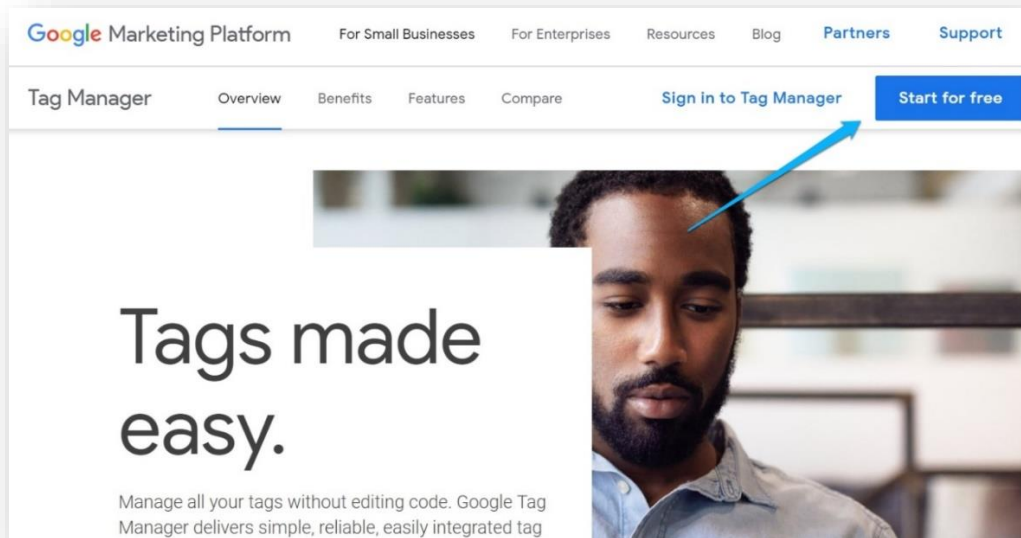 Google Marketing Platform For Small Businesses For Enterprises Resources Blog Partners Support
Tag Manager Overview Benefits Features Compare Sign in to Tag Manager Start for free
Tags made
easy.
Manage all your tags without editing code. Google Tag
Manager delivers simple, reliable, easily integrated tag